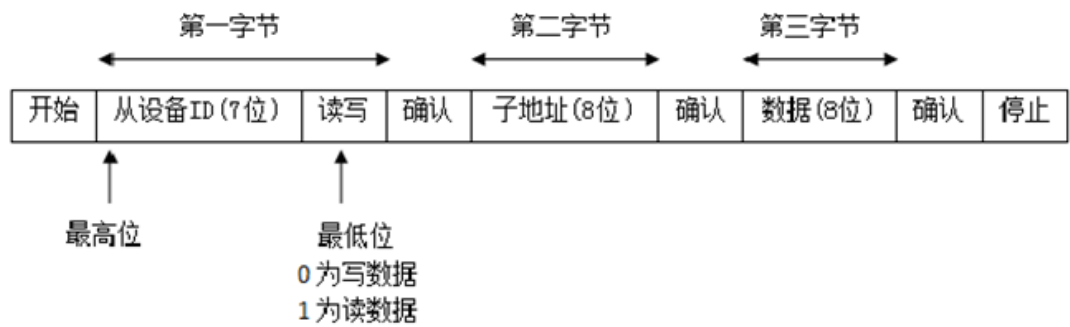 第一字节 第二字节 第三字节
开始 从设备ID(7位) 读写 确认 子地址(8位) 确认 数据(8位) 确认 停止
最高位 最低位
0为写数据
1为读数据